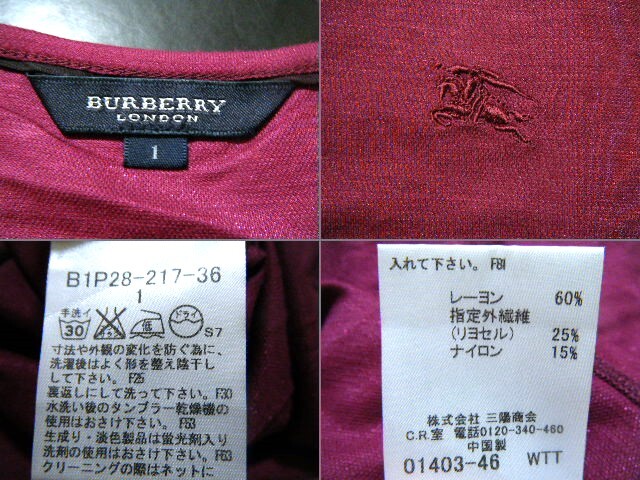 BURBERRY
LONDON
1
B1P28-217-36
1
手洗イ
30
低
ドライ
S7
寸法や外観の変化を防ぐ為に、
洗濯後はよく形を整え陰干し
して下さい。F25
裏返しにして洗って下さい。F30
水洗い後のタンブラー乾燥機の
使用はお避け下さい。F53
生成り・淡色製品は蛍光剤入り
洗剤の使用はお避け下さい。F63
クリーニングの際はネットに
入れて下さい。F81
レーヨン 60%
指定外繊維
(リヨセル) 25%
ナイロン 15%
株式会社 三陽商会
C.R.室 電話0120-340-460
中国製
01403-46 WTT